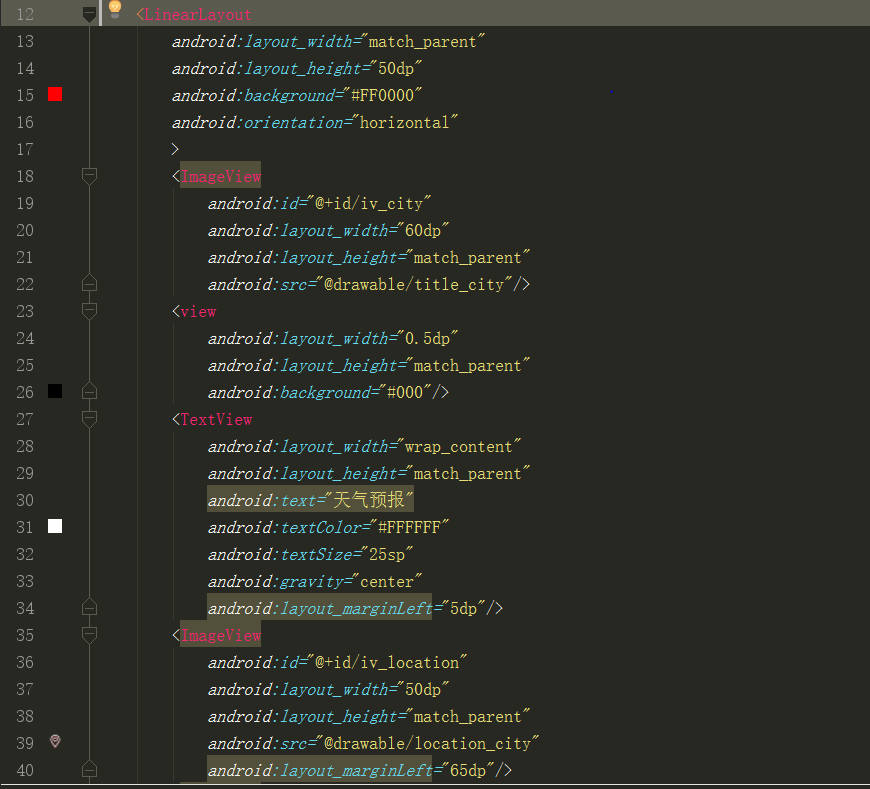 12 <LinearLayout
13 android:layout_width="match_parent"
14 android:layout_height="50dp"
15 android:background="#FF0000"
16 android:orientation="horizontal"
17 >
18 <ImageView
19 android:id="@+id/iv_city"
20 android:layout_width="60dp"
21 android:layout_height="match_parent"
22 android:src="@drawable/title_city"/>
23 <view
24 android:layout_width="0.5dp"
25 android:layout_height="match_parent"
26 android:background="#000"/>
27 <TextView
28 android:layout_width="wrap_content"
29 android:layout_height="match_parent"
30 android:text="天气预报"
31 android:textColor="#FFFFFF"
32 android:textSize="25sp"
33 android:gravity="center"
34 android:layout_marginLeft="5dp"/>
35 <ImageView
36 android:id="@+id/iv_location"
37 android:layout_width="50dp"
38 android:layout_height="match_parent"
39 android:src="@drawable/location_city"
40 android:layout_marginLeft="65dp"/>